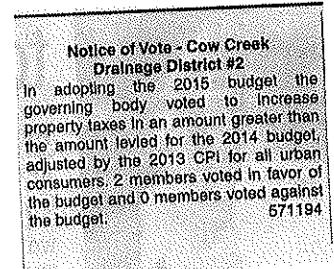 Notice of Vote - Cow Creek
Drainage District #2
In adopting the 2015 budget the
governing body voted to increase
property taxes in an amount greater than
the amount levied for the 2014 budget,
adjusted by the 2013 CPI for all urban
consumers. 2 members voted in favor of
the budget and 0 members voted against
the budget. 571194